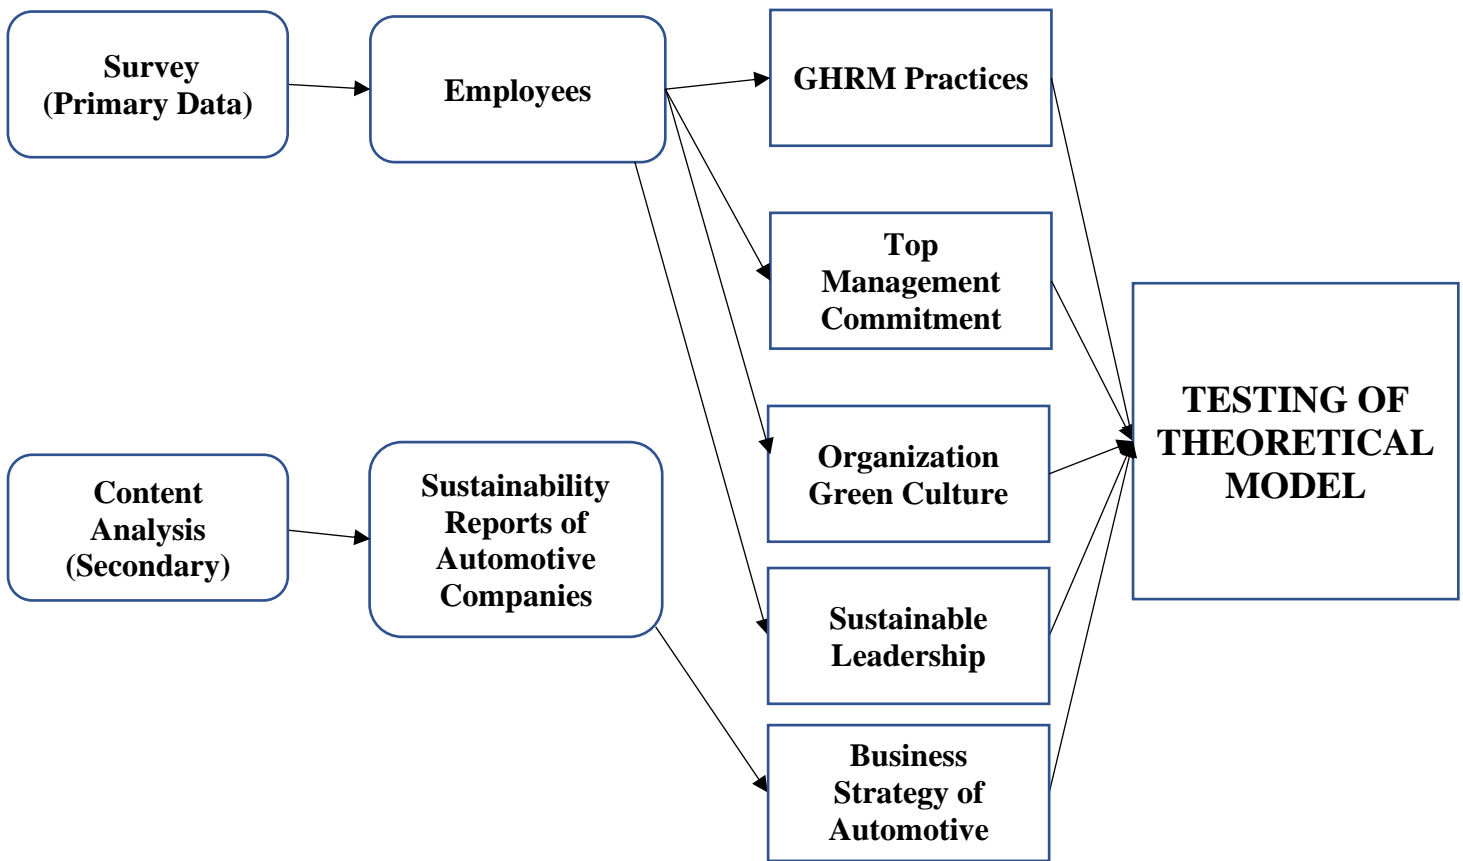 Survey
(Primary Data)
Employees
GHRM Practices
Top
Management
Commitment
Organization
Green Culture
TESTING OF
THEORETICAL
MODEL
Content
Analysis
(Secondary)
Sustainability
Reports of
Automotive
Companies
Sustainable
Leadership
Business
Strategy of
Automotive